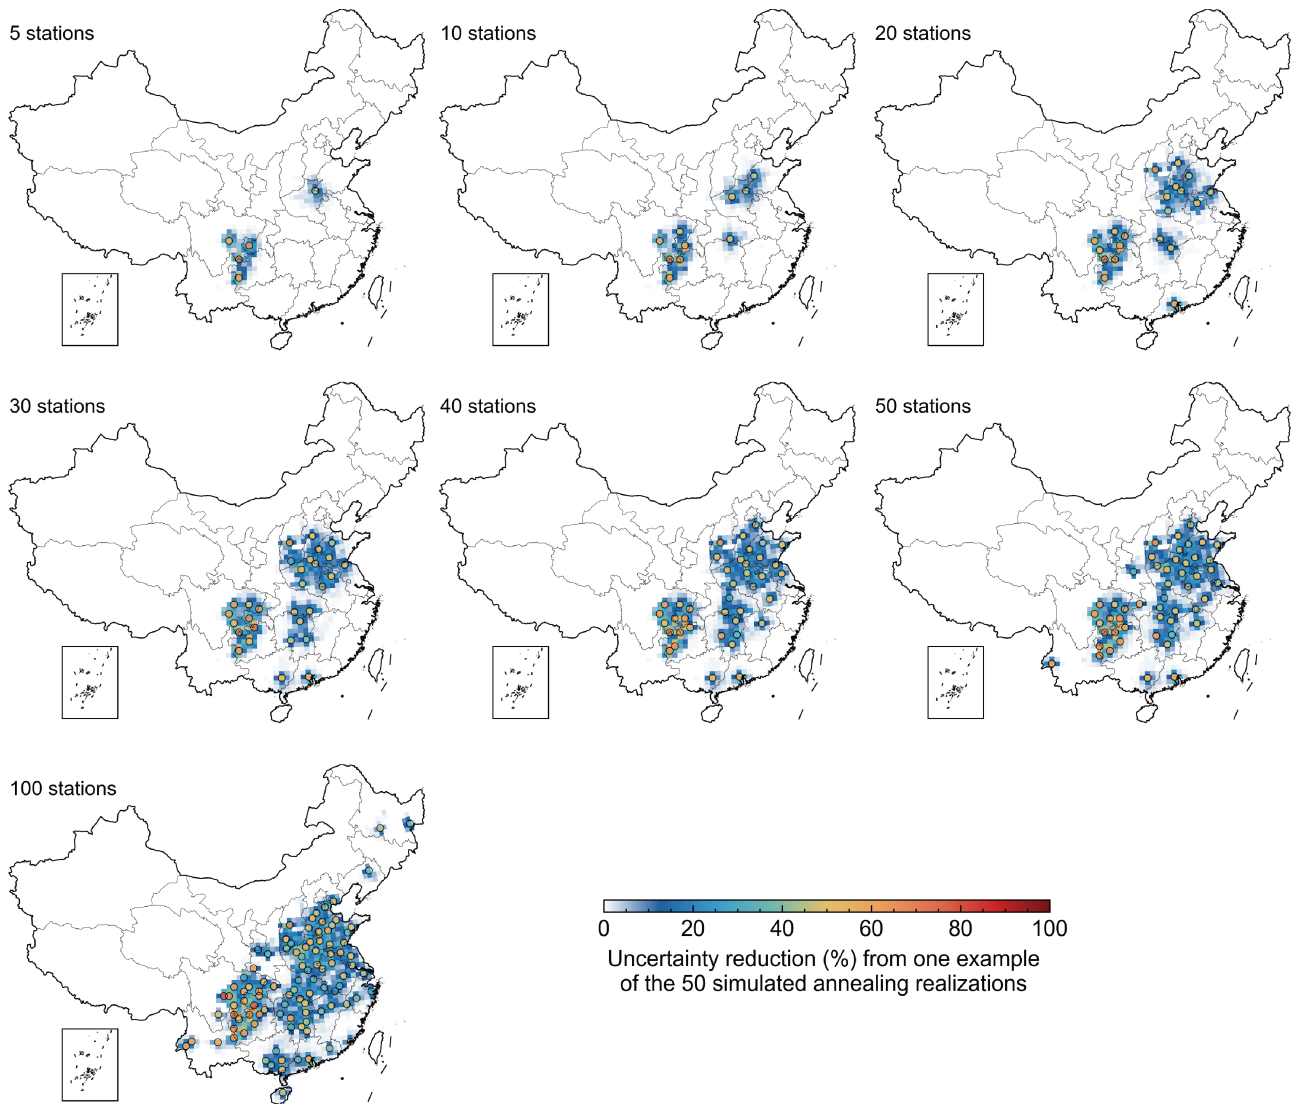 5 stations
10 stations
20 stations
30 stations
40 stations
50 stations
100 stations
0 20 40 60 80 100
Uncertainty reduction (%) from one example
of the 50 simulated annealing realizations